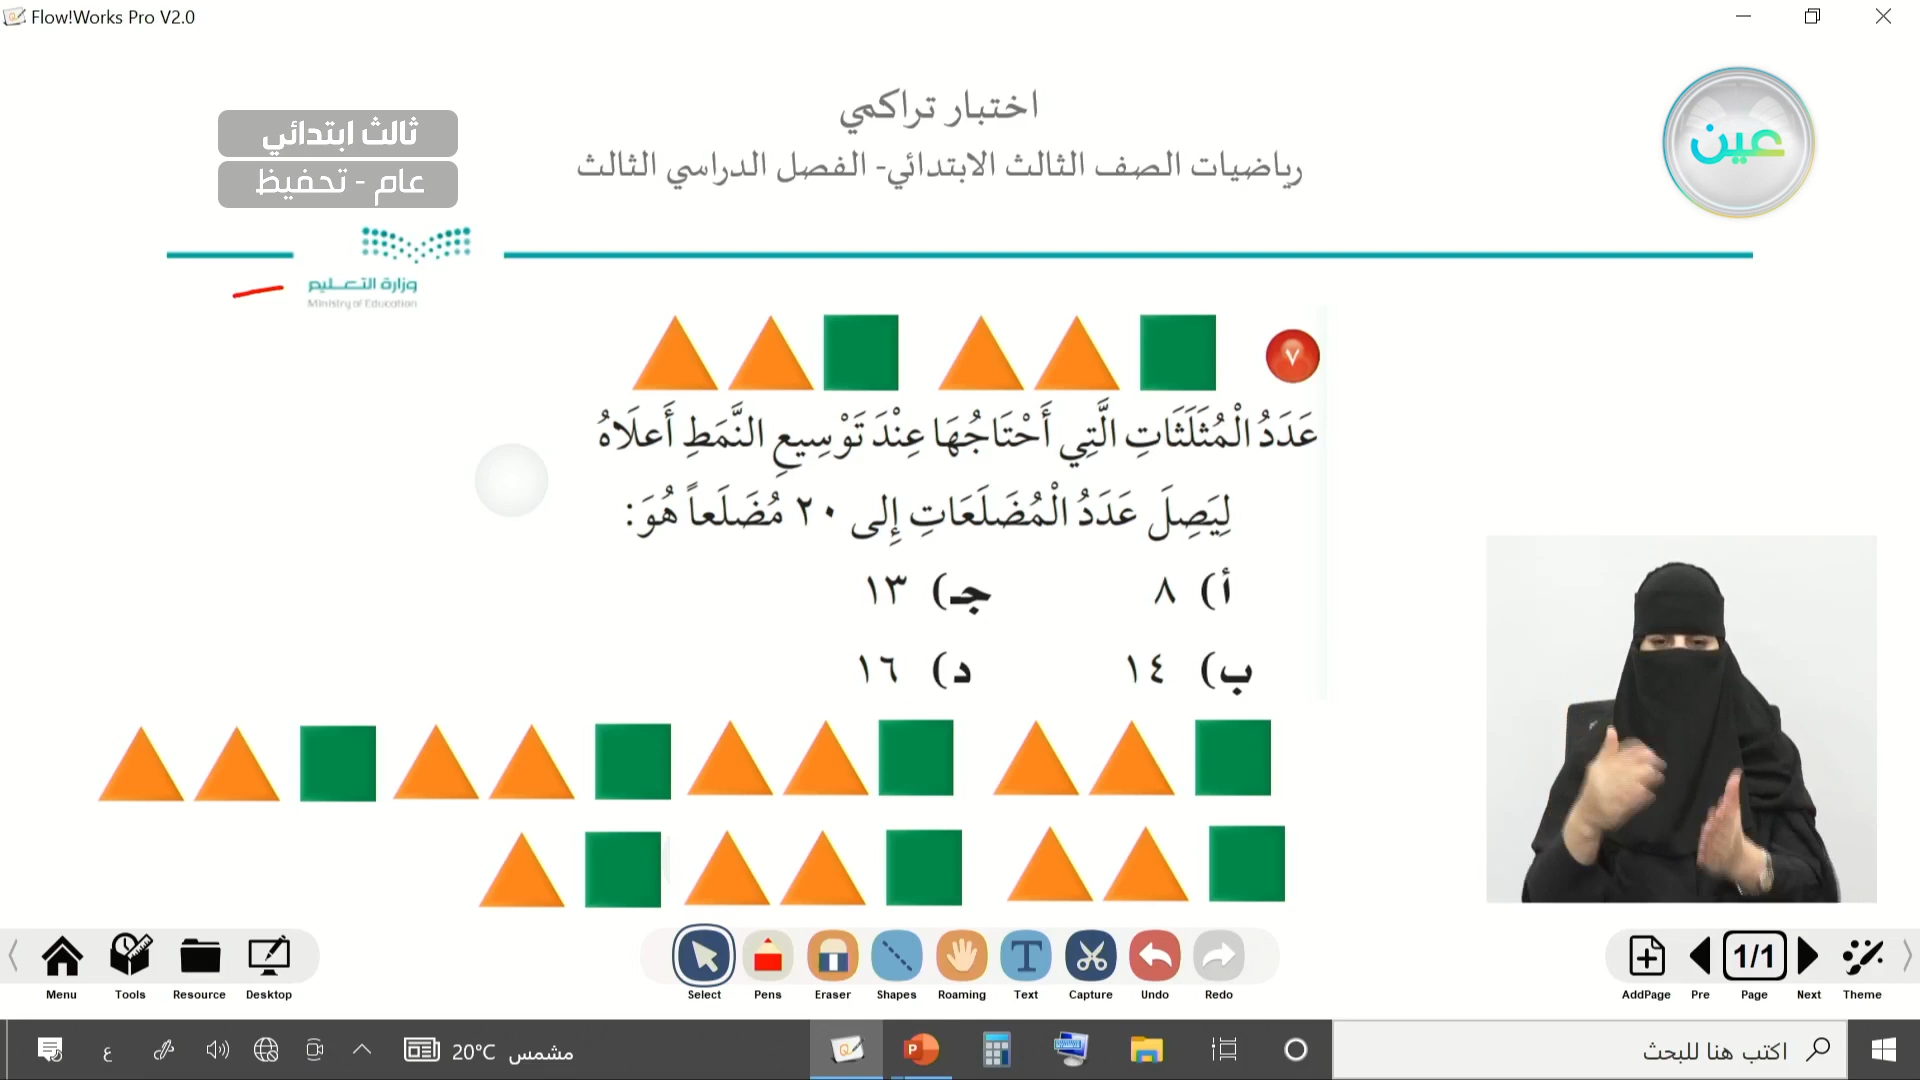 Flow!Works Pro V2.0
اختبار تراكمي
رياضيات الصف الثالث الابتدائي- الفصل الدراسي الثالث
ثالث ابتدائي
عام - تحفيظ
عين
وزارة التعليم
Ministry of Education
٧
عَدَدُ الْمُثَلَثَاتِ الَّتِي أَحْتَاجُهَا عِنْدَ تَوْسِيعِ النَّمَطِ أَعلَاهُ
لِيَصِلَ عَدَدُ الْمُضَلَعَاتِ إِلى ٢٠ مُضَلَعاً هُوَ:
أ) ٨ جـ) ١٣
ب) ١٤ د) ١٦
Menu Tools Resource Desktop
Select Pens Eraser Shapes Roaming Text Capture Undo Redo
1/1
AddPage Pre Page Next Theme
ع
20°C مشمس
اكتب هنا للبحث